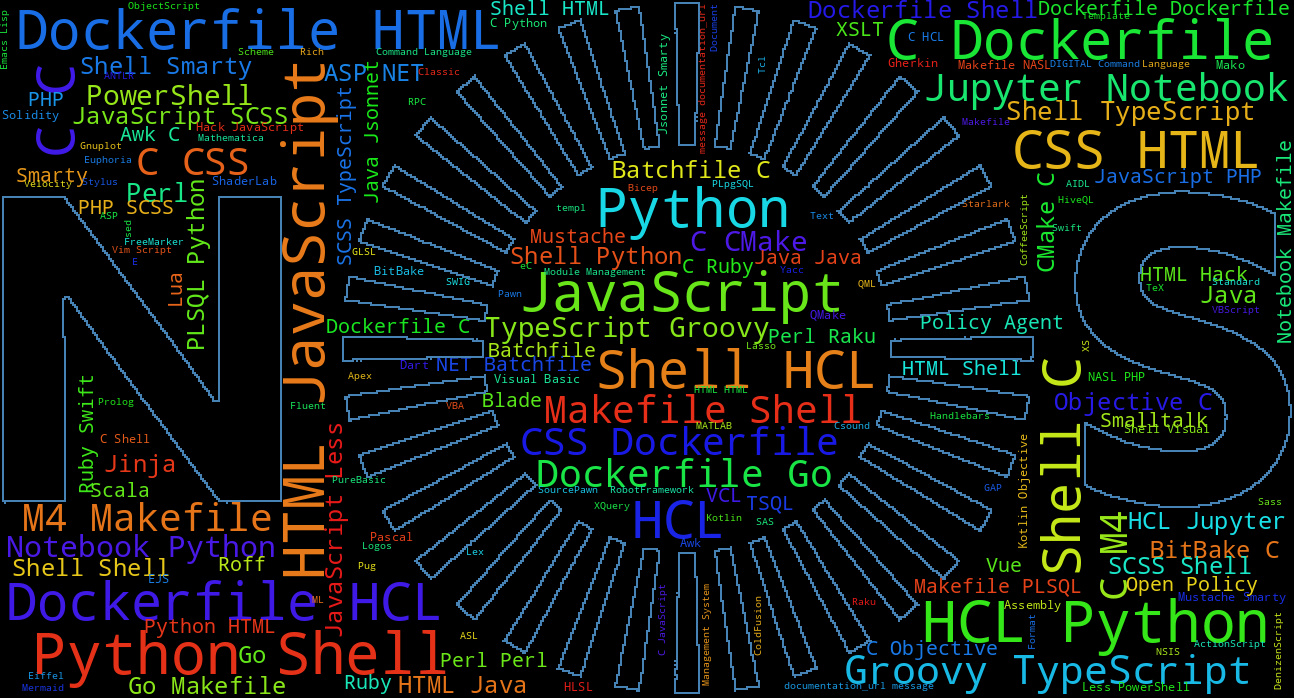 ObjectScript
Emacs Lisp
Dockerfile HTML
Scheme
Rich
Command Language
Shell HTML
C Python
Shell Smarty
ANTLR
ASP NET
Classic
C C
PHP
PowerShell
Solidity
JavaScript SCSS
Awk C
Hack JavaScript
Mathematica
Gnuplot
Euphoria
C CSS
Smarty
Velocity
Stylus
ShaderLab
Perl
PHP SCSS
ASP
Used
FreeMarker
Vim Script
E
Lua
PLSQL Python
HTML JavaScript
SCSS TypeScript
Java Jsonnet
RPC
GLSL
BitBake
SWIG
Dockerfile C
Ruby Swift
Prolog
C Shell
Jinja
Scala
Fluent
JavaScript Less
M4 Makefile
Notebook Python
Shell Shell
Roff
EJS
Dockerfile HCL
ML
Python HTML
Python Shell
Go
Eiffel
Mermaid
Go Makefile
Ruby
HTML Java
Perl Perl
ASL
HLSL
Pascal
Logos
Pug
PureBasic
Lex
Apex
VBA
Jsonnet Smarty
message documentation_url
Document
Tcl
Batchfile C
Bicep
PLpgSQL
templ
Python
Text
Mustache
C CMake
Shell Python
Java Java
eC
Module Management
C Ruby
Yacc
QML
Pawn
JavaScript
QMake
TypeScript Groovy
Perl Raku
Batchfile
Lasso
Dart
NET Batchfile
Visual Basic
Shell HCL
HTML HTML
Blade
Makefile Shell
MATLAB
Csound
CSS Dockerfile
Dockerfile Go
SourcePawn
RobotFramework
VCL
TSQL
XQuery
HCL
Kotlin
SAS
Awk
C JavaScript
Management System
ColdFusion
documentation_url message
Raku
Dockerfile Shell
Dockerfile Dockerfile
Template
XSLT
C HCL
C Dockerfile
Gherkin
Makefile NASL
DIGITAL Command
Language
Mako
Jupyter Notebook
Shell TypeScript
Makefile
CSS HTML
Notebook Makefile
JavaScript PHP
AIDL
HiveQL
Starlark
CoffeeScript
CMake C
Swift
HTML Hack
Standard
TeX
Java
VBScript
Policy Agent
XS
HTML Shell
NASL PHP
Objective C
Handlebars
Smalltalk
Shell Visual
Shell C
Kotlin Objective
GAP
Sass
C M4
HCL Jupyter
BitBake C
Vue
SCSS Shell
Makefile PLSQL
Open Policy
Mustache Smarty
Assembly
HCL Python
Format
ActionScript
NSIS
C Objective
Groovy TypeScript
Less PowerShell
DenizenScript